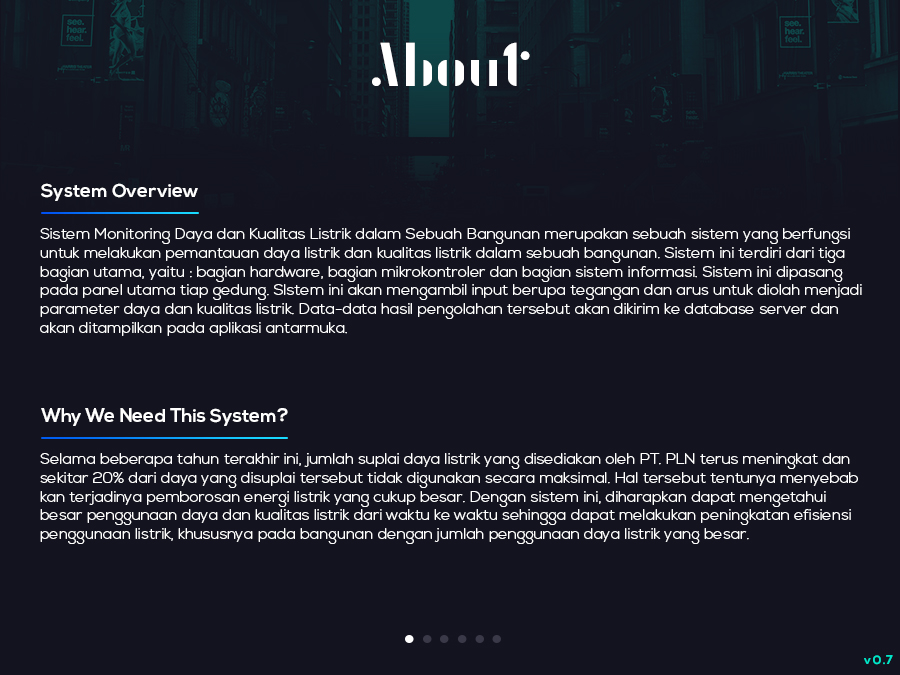 see.
hear.
feel.
see.
hear.
feel.
About
System Overview
Sistem Monitoring Daya dan Kualitas Listrik dalam Sebuah Bangunan merupakan sebuah sistem yang berfungsi
untuk melakukan pemantauan daya listrik dan kualitas listrik dalam sebuah bangunan. Sistem ini terdiri dari tiga
bagian utama, yaitu : bagian hardware, bagian mikrokontroler dan bagian sistem informasi. Sistem ini dipasang
pada panel utama tiap gedung. SIstem ini akan mengambil input berupa tegangan dan arus untuk diolah menjadi
parameter daya dan kualitas listrik. Data-data hasil pengolahan tersebut akan dikirim ke database server dan
akan ditampilkan pada aplikasi antarmuka.
Why We Need This System?
Selama beberapa tahun terakhir ini, jumlah suplai daya listrik yang disediakan oleh PT. PLN terus meningkat dan
sekitar 20% dari daya yang disuplai tersebut tidak digunakan secara maksimal. Hal tersebut tentunya menyebab
kan terjadinya pemborosan energi listrik yang cukup besar. Dengan sistem ini, diharapkan dapat mengetahui
besar penggunaan daya dan kualitas listrik dari waktu ke waktu sehingga dapat melakukan peningkatan efisiensi
penggunaan listrik, khususnya pada bangunan dengan jumlah penggunaan daya listrik yang besar.
v0.7